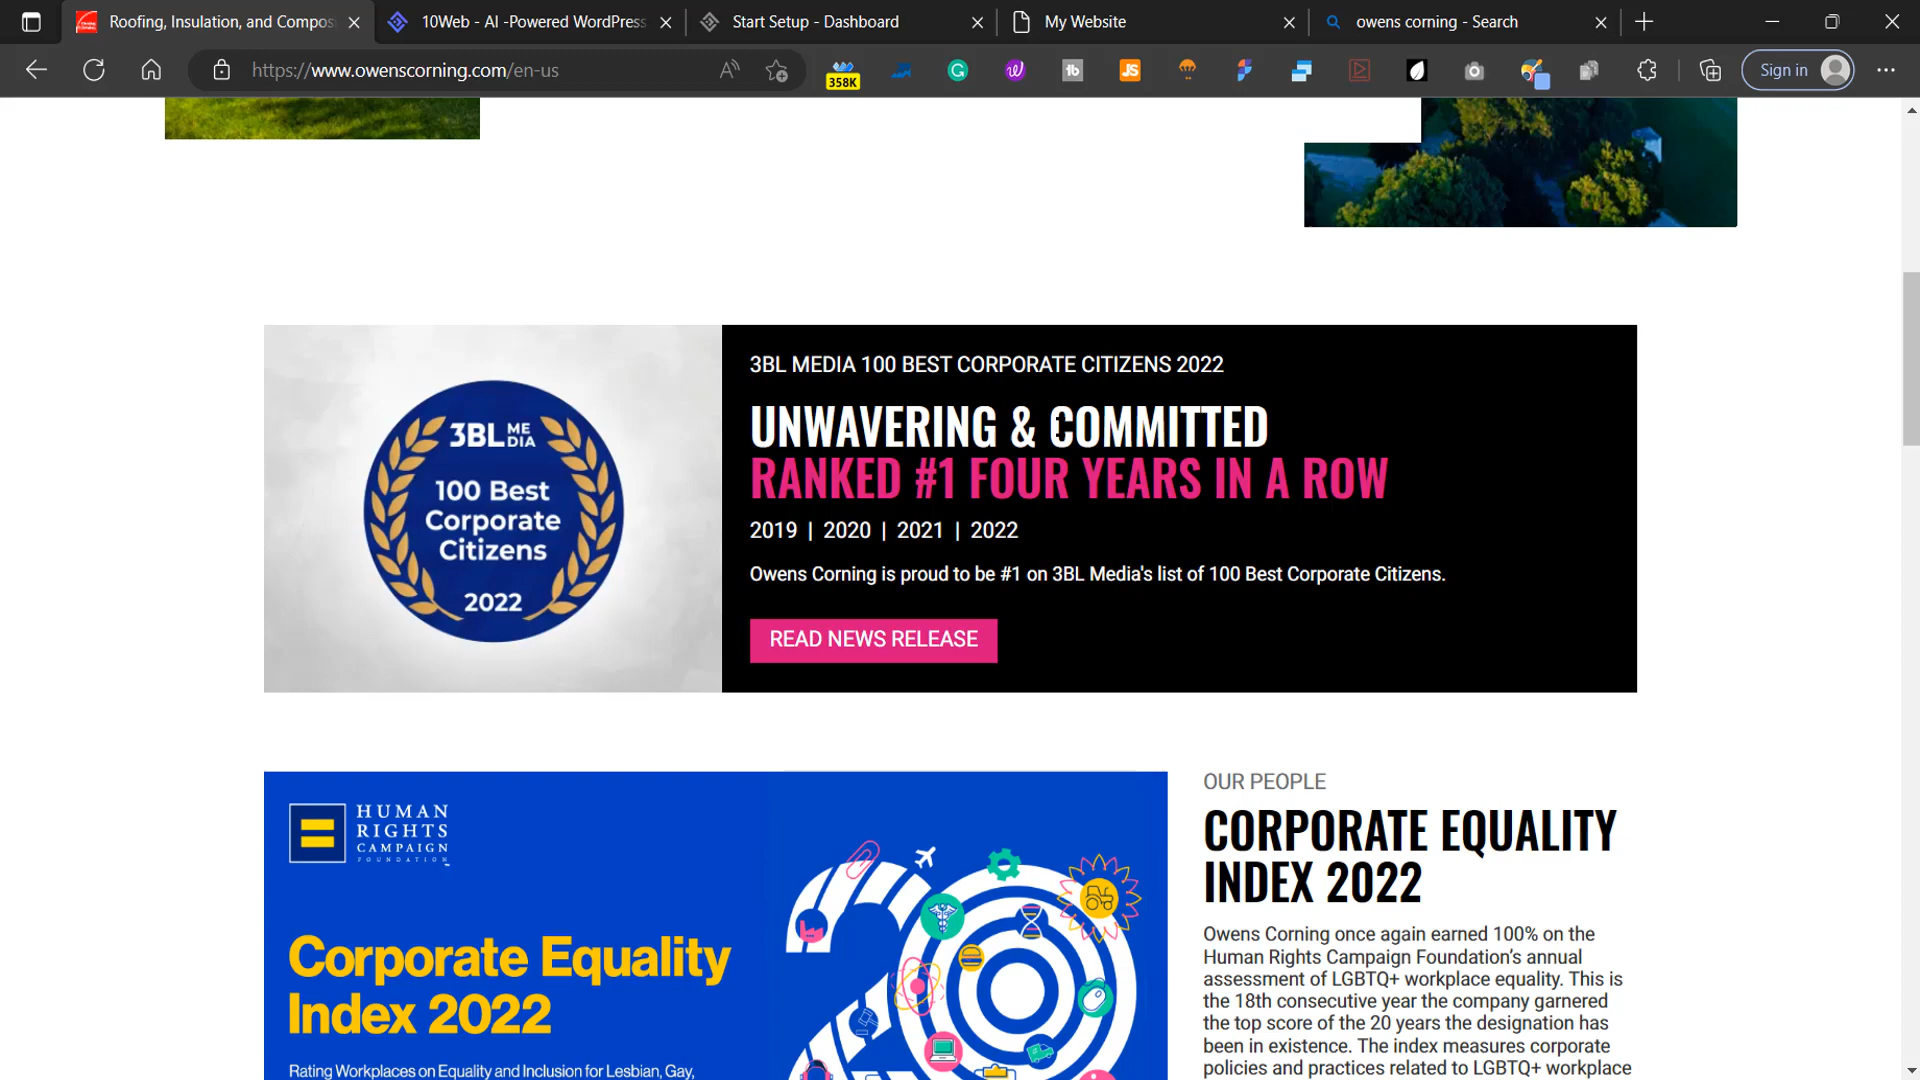 Roofing, Insulation, and Compos
10Web - AI -Powered WordPress
Start Setup - Dashboard
My Website
owens corning - Search
https://www.owenscorning.com/en-us
358K
Sign in
3BL MEDIA
100 Best
Corporate
Citizens
2022
3BL MEDIA 100 BEST CORPORATE CITIZENS 2022
UNWAVERING & COMMITTED
RANKED #1 FOUR YEARS IN A ROW
2019 | 2020 | 2021 | 2022
Owens Corning is proud to be #1 on 3BL Media's list of 100 Best Corporate Citizens.
READ NEWS RELEASE
HUMAN
RIGHTS
CAMPAIGN
FOUNDATION
Corporate Equality
Index 2022
Rating Workplaces on Equality and Inclusion for Lesbian, Gay,
20
OUR PEOPLE
CORPORATE EQUALITY
INDEX 2022
Owens Corning once again earned 100% on the
Human Rights Campaign Foundation's annual
assessment of LGBTQ+ workplace equality. This is
the 18th consecutive year the company garnered
the top score of the 20 years the designation has
been in existence. The index measures corporate
policies and practices related to LGBTQ+ workplace